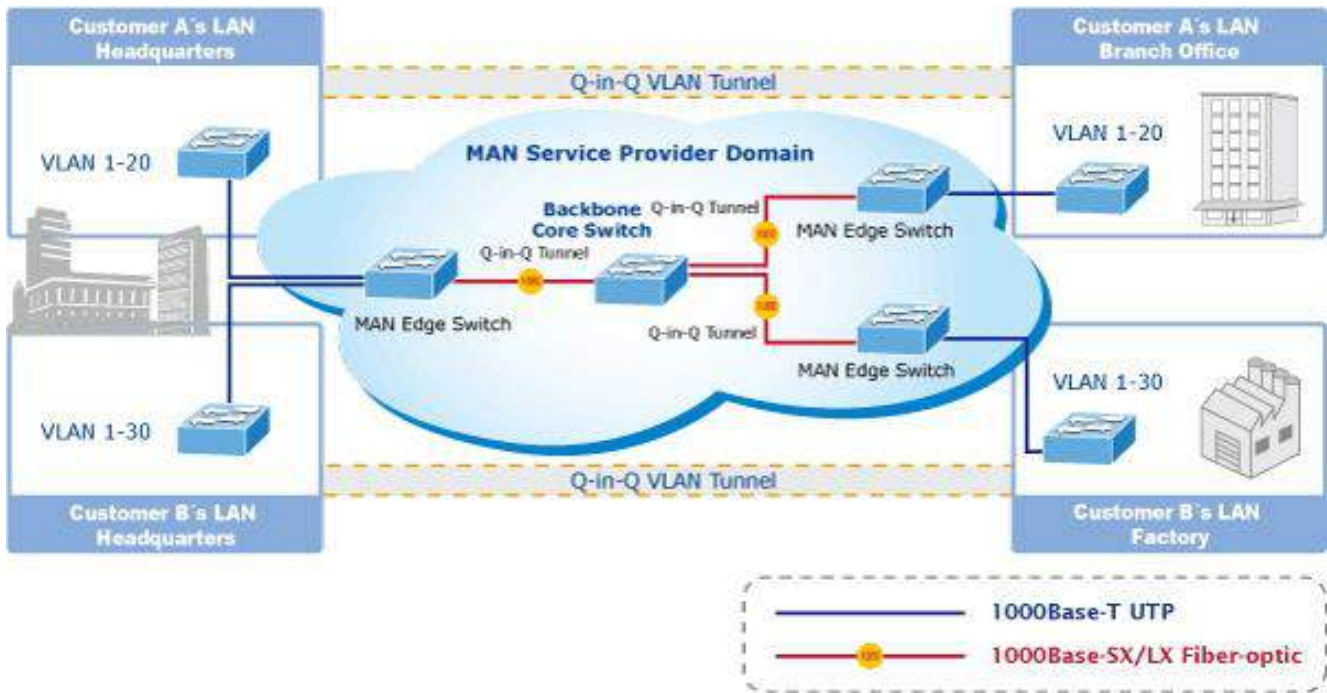 Customer A's LAN
Headquarters
Customer A's LAN
Branch Office
Q-in-Q VLAN Tunnel
VLAN 1-20
VLAN 1-20
MAN Service Provider Domain
Backbone
Core Switch
Q-in-Q Tunnel
MAN Edge Switch
Q-in-Q Tunnel
MAN Edge Switch
Q-in-Q Tunnel
MAN Edge Switch
VLAN 1-30
VLAN 1-30
Q-in-Q VLAN Tunnel
Customer B's LAN
Headquarters
Customer B's LAN
Factory
1000Base-T UTP
1000Base-SX/LX Fiber-optic